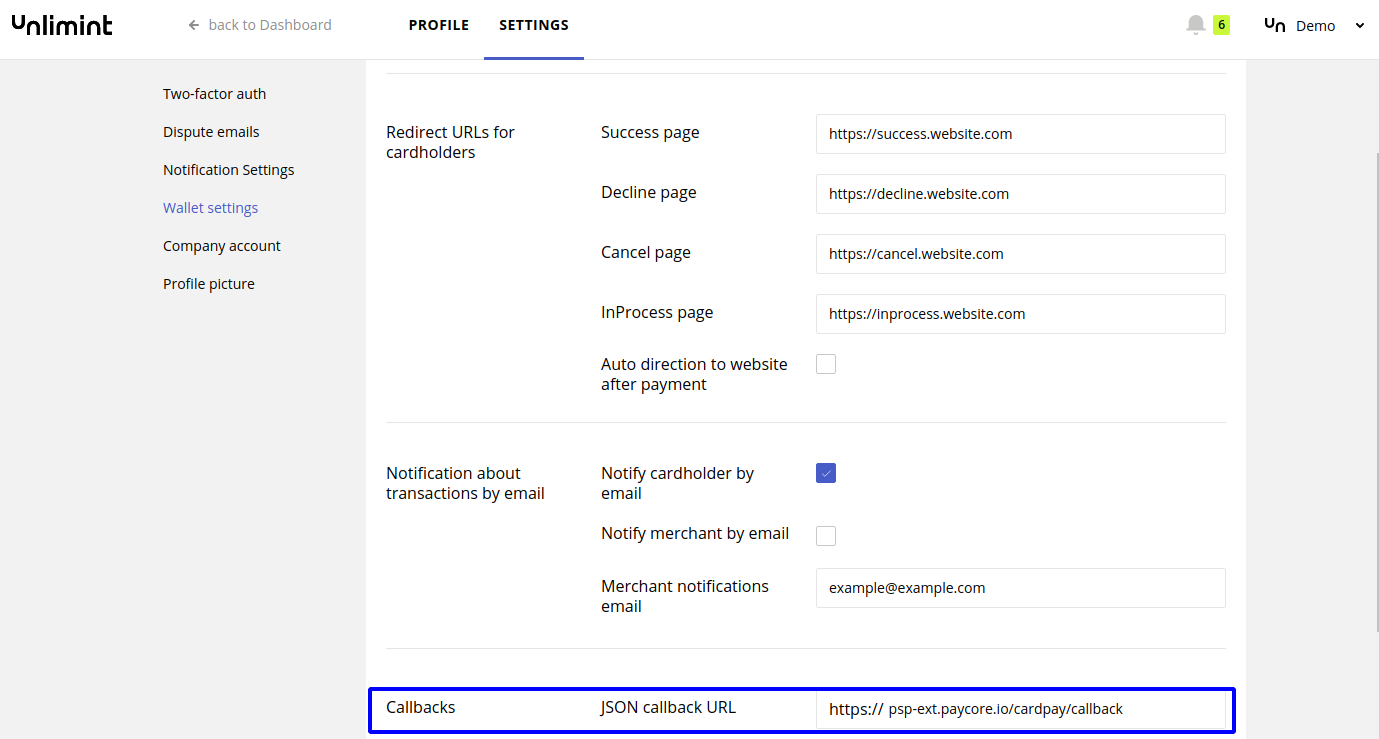 Unlimint
back to Dashboard
PROFILE
SETTINGS
6
Un Demo
Two-factor auth
Dispute emails
Notification Settings
Wallet settings
Company account
Profile picture
Redirect URLs for
cardholders
Success page
https://success.website.com
Decline page
https://decline.website.com
Cancel page
https://cancel.website.com
InProcess page
https://inprocess.website.com
Auto direction to website
after payment
Notification about
transactions by email
Notify cardholder by
email
Notify merchant by email
Merchant notifications
email
example@example.com
Callbacks
JSON callback URL
https:// psp-ext.paycore.io/cardpay/callback